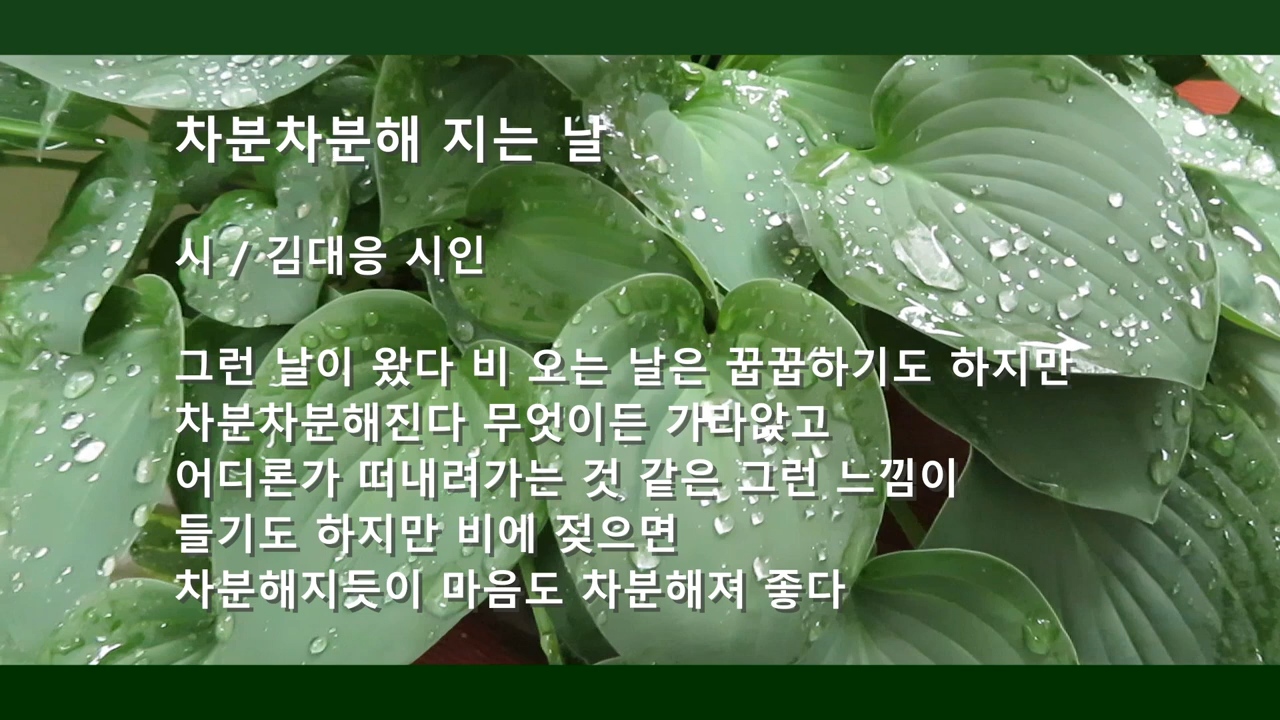 차분차분해 지는 날
시 / 김대응 시인
그런 날이 왔다 비 오는 날은 꿉꿉하기도 하지만
차분차분해진다 무엇이든 가라앉고
어디론가 떠내려가는 것 같은 그런 느낌이
들기도 하지만 비에 젖으면
차분해지듯이 마음도 차분해져 좋다